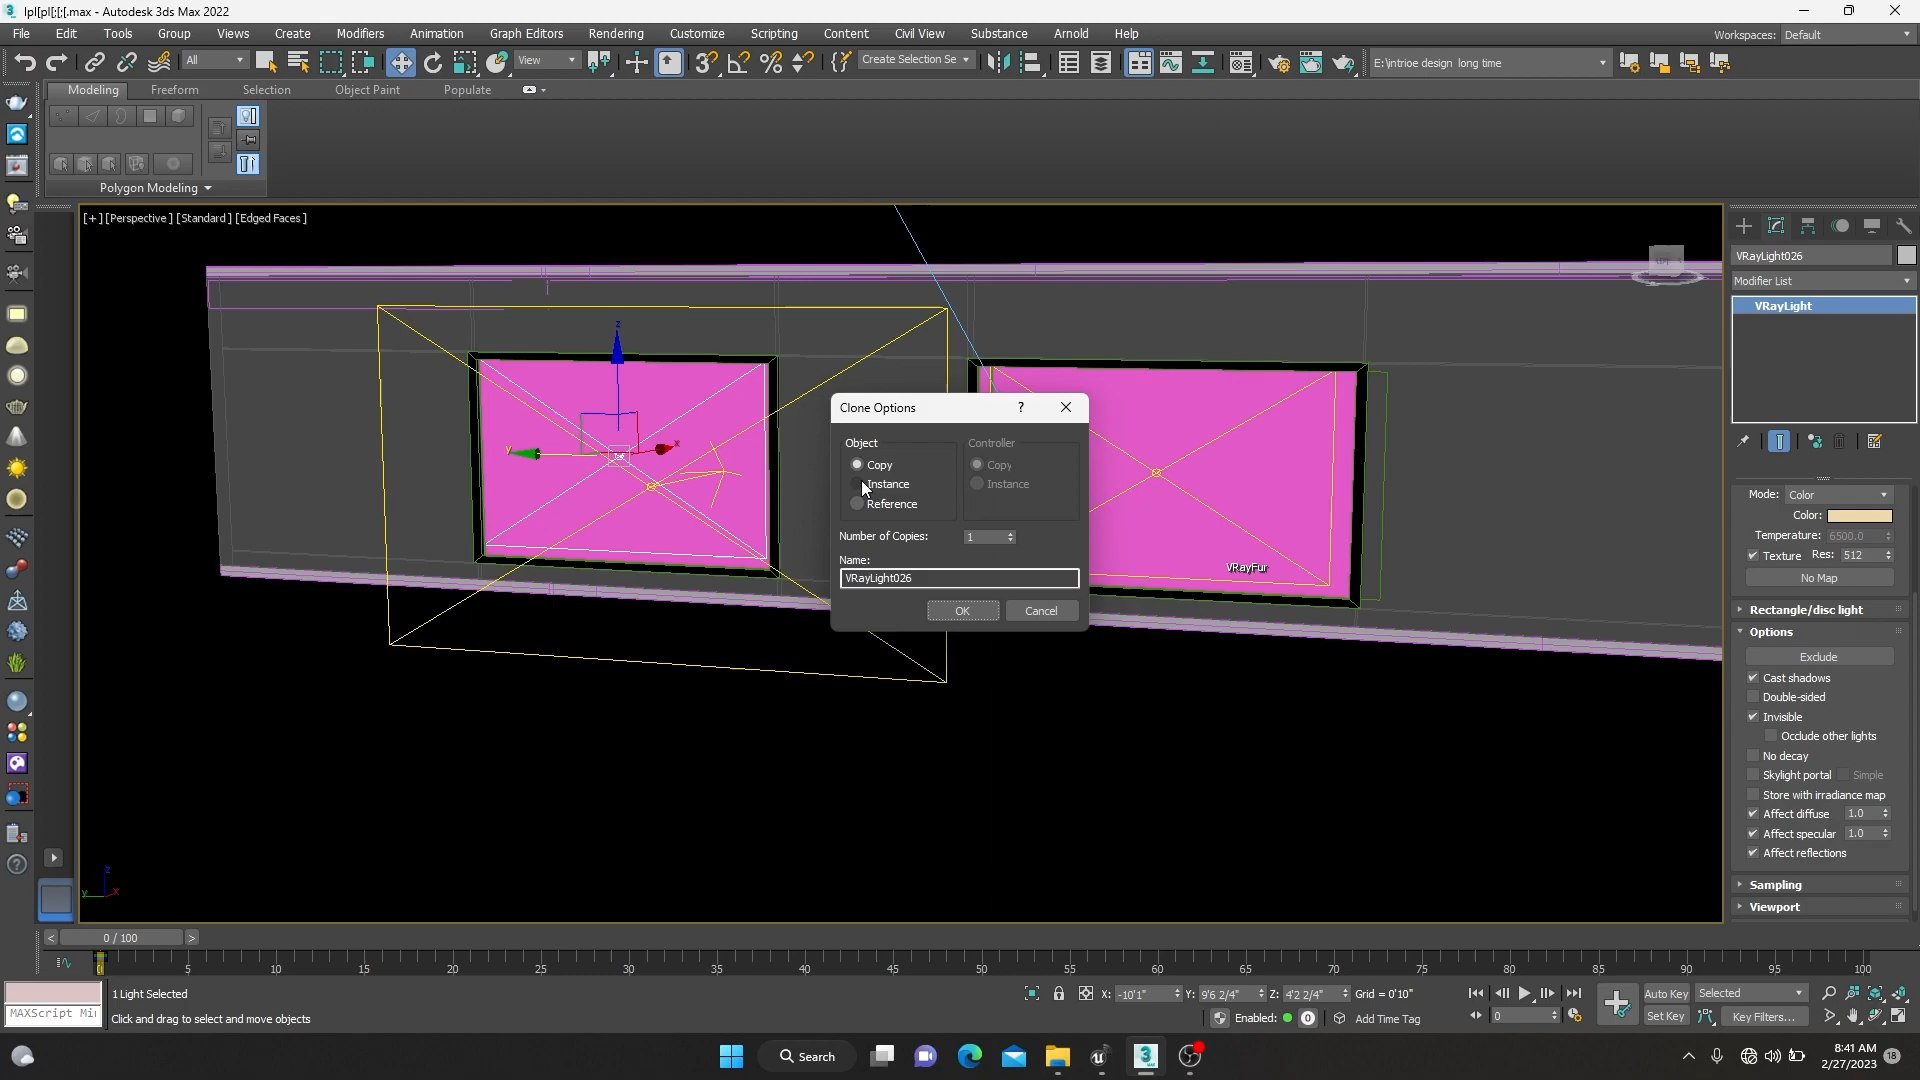 lpl[pl[;[;[.max - Autodesk 3ds Max 2022
File Edit Tools Group Views Create Modifiers Animation Graph Editors Rendering Customize Scripting Content Civil View Substance Arnold Help Workspaces: Default
All View Create Selection Se E:\intrioe design long time
Modeling Freeform Selection Object Paint Populate
Polygon Modeling
[+] [Perspective] [Standard] [Edged Faces]
VRayLight026
Modifier List
VRayLight
Clone Options ? 
Object Controller
Copy Copy
Instance Instance
Reference
Number of Copies: 1
Name:
VRayLight026
OK Cancel
VRayFur
z
y
x
Mode: Color
Color:
Temperature: 6500.0
Texture Res: 512
No Map
Rectangle/disc light
Options
Exclude
Cast shadows
Double-sided
Invisible
Occlude other lights
No decay
Skylight portal Simple
Store with irradiance map
Affect diffuse 1.0
Affect specular 1.0
Affect reflections
Sampling
Viewport
z
y x
< 0 / 100 >
0 5 10 15 20 25 30 35 40 45 50 55 60 65 70 75 80 85 90 95 100
1 Light Selected X: -10'1" Y: 9'6 2/4" Z: 4'2 2/4" Grid = 0'10" Auto Key Selected
MAXScript Mi Click and drag to select and move objects Enabled: 0 Add Time Tag 0 Set Key Key Filters...
Search
8:41 AM
2/27/2023
18